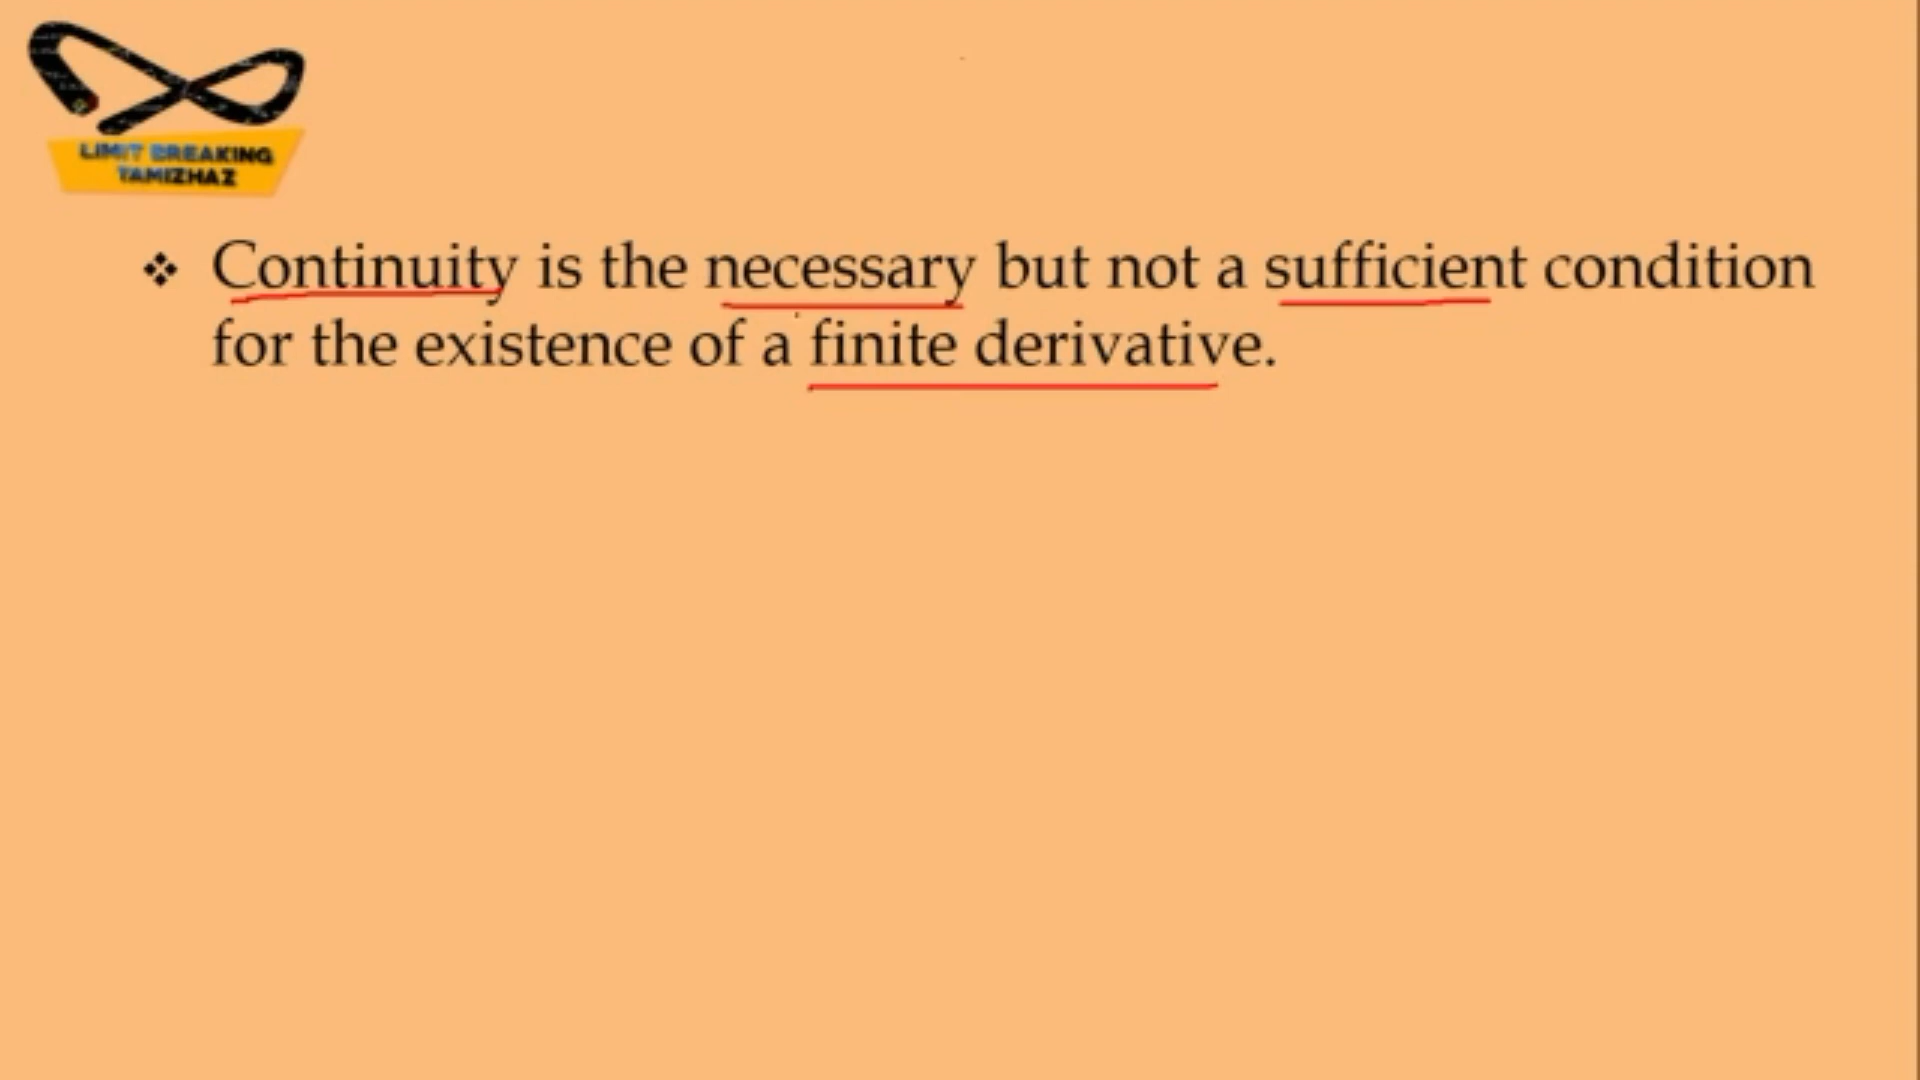 LIMIT BREAKING
TAMIZHAZ
❖ Continuity is the necessary but not a sufficient condition
for the existence of a finite derivative.